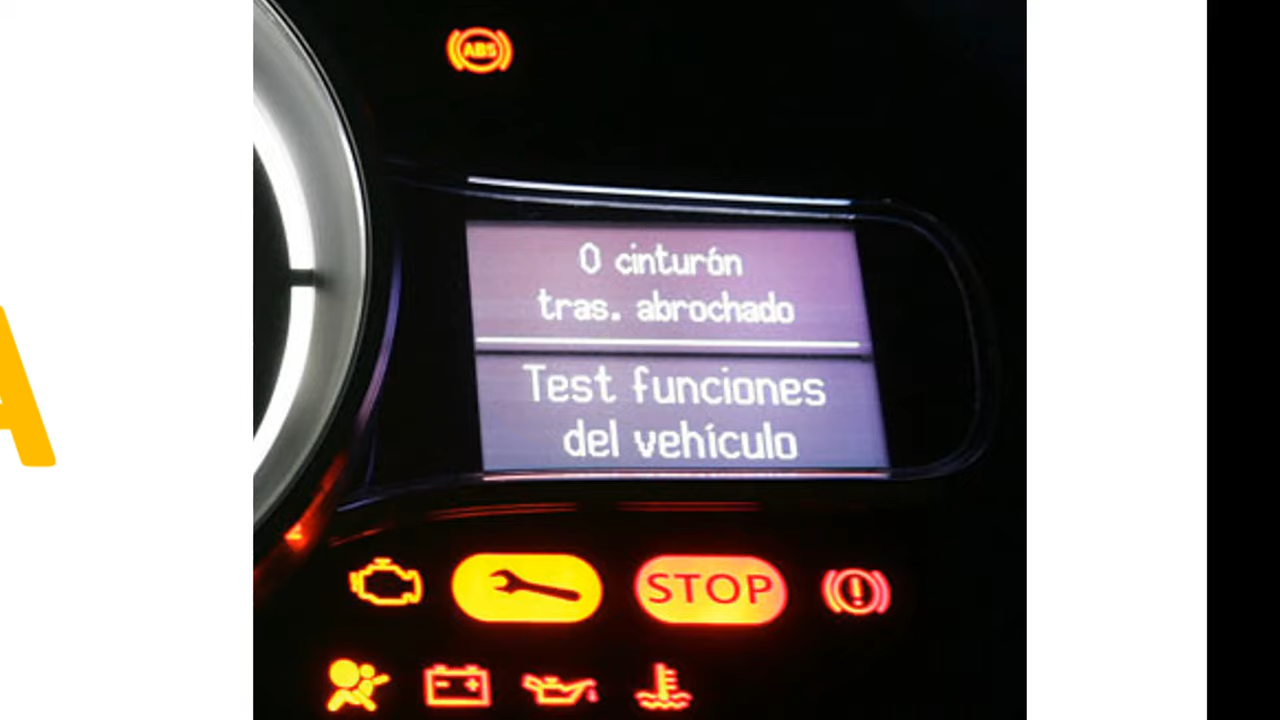 ABS
0 cinturón
tras. abrochado
Test funciones
del vehículo
STOP
A